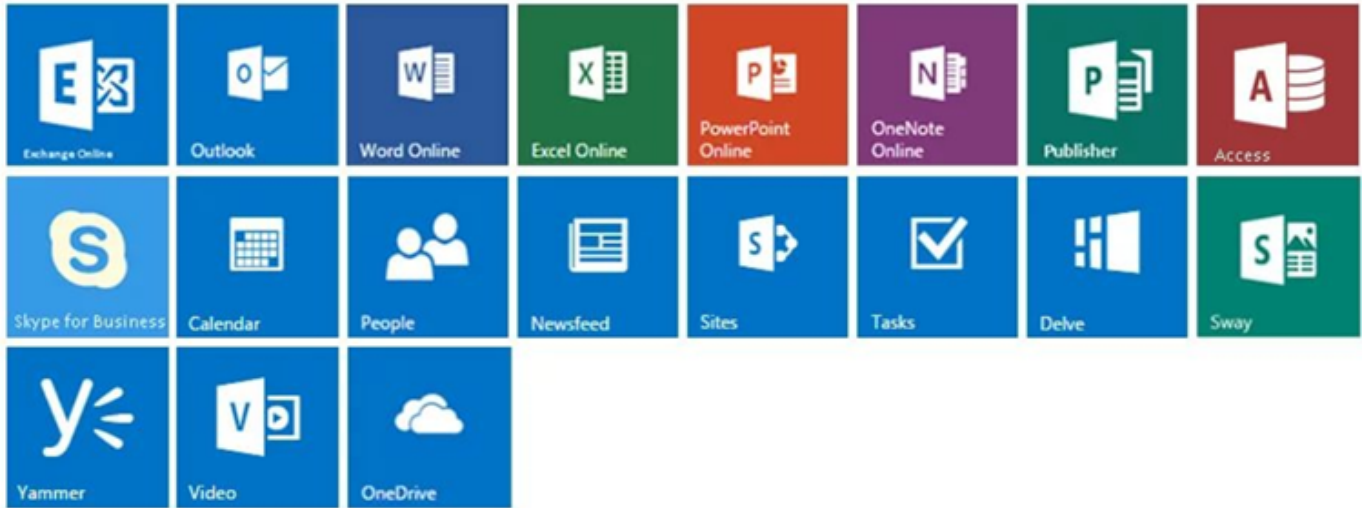 E
Exchange Online
O
Outlook
W
Word Online
X
Excel Online
P
PowerPoint
Online
N
OneNote
Online
P
Publisher
A
Access
S
Skype for Business
Calendar
People
Newsfeed
S
Sites
Tasks
Delve
S
Sway
y
Yammer
V
Video
OneDrive